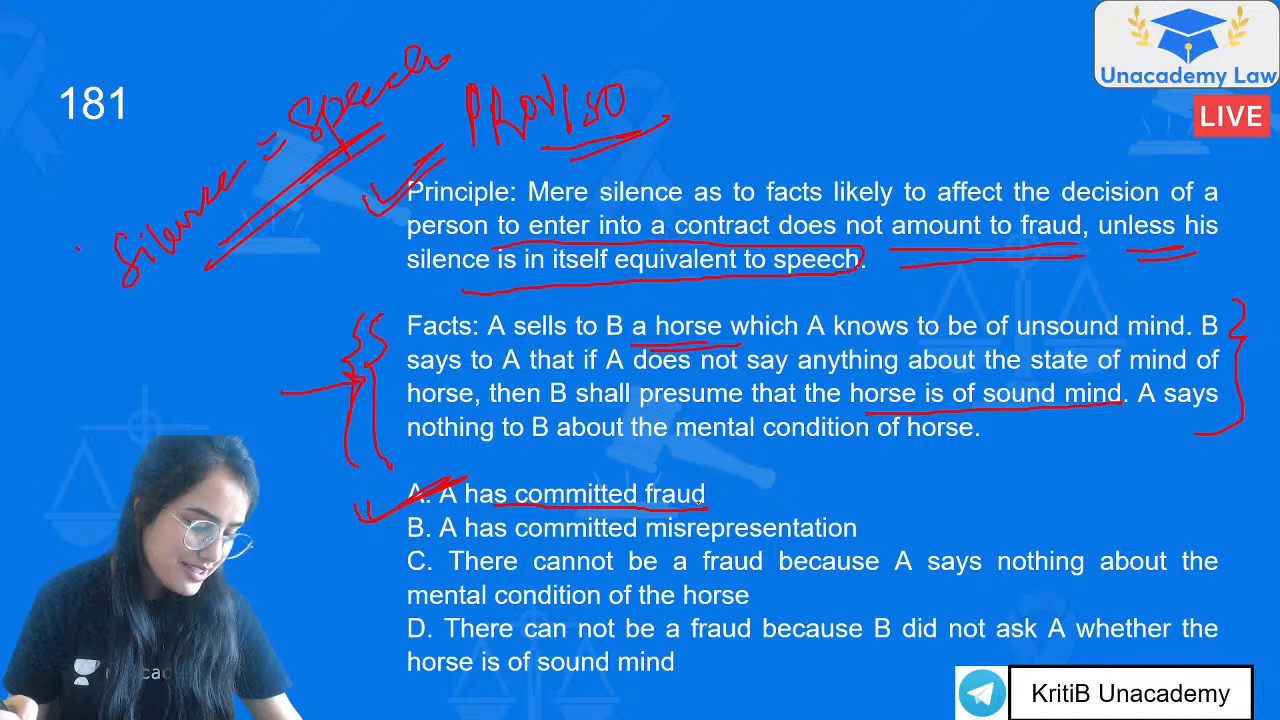 Unacademy Law
LIVE
181
Silence = Speech
PROVISO
Principle: Mere silence as to facts likely to affect the decision of a
person to enter into a contract does not amount to fraud, unless his
silence is in itself equivalent to speech.
Facts: A sells to B a horse which A knows to be of unsound mind. B
says to A that if A does not say anything about the state of mind of
horse, then B shall presume that the horse is of sound mind. A says
nothing to B about the mental condition of horse.
A. A has committed fraud
B. A has committed misrepresentation
C. There cannot be a fraud because A says nothing about the
mental condition of the horse
D. There can not be a fraud because B did not ask A whether the
horse is of sound mind
KritiB Unacademy